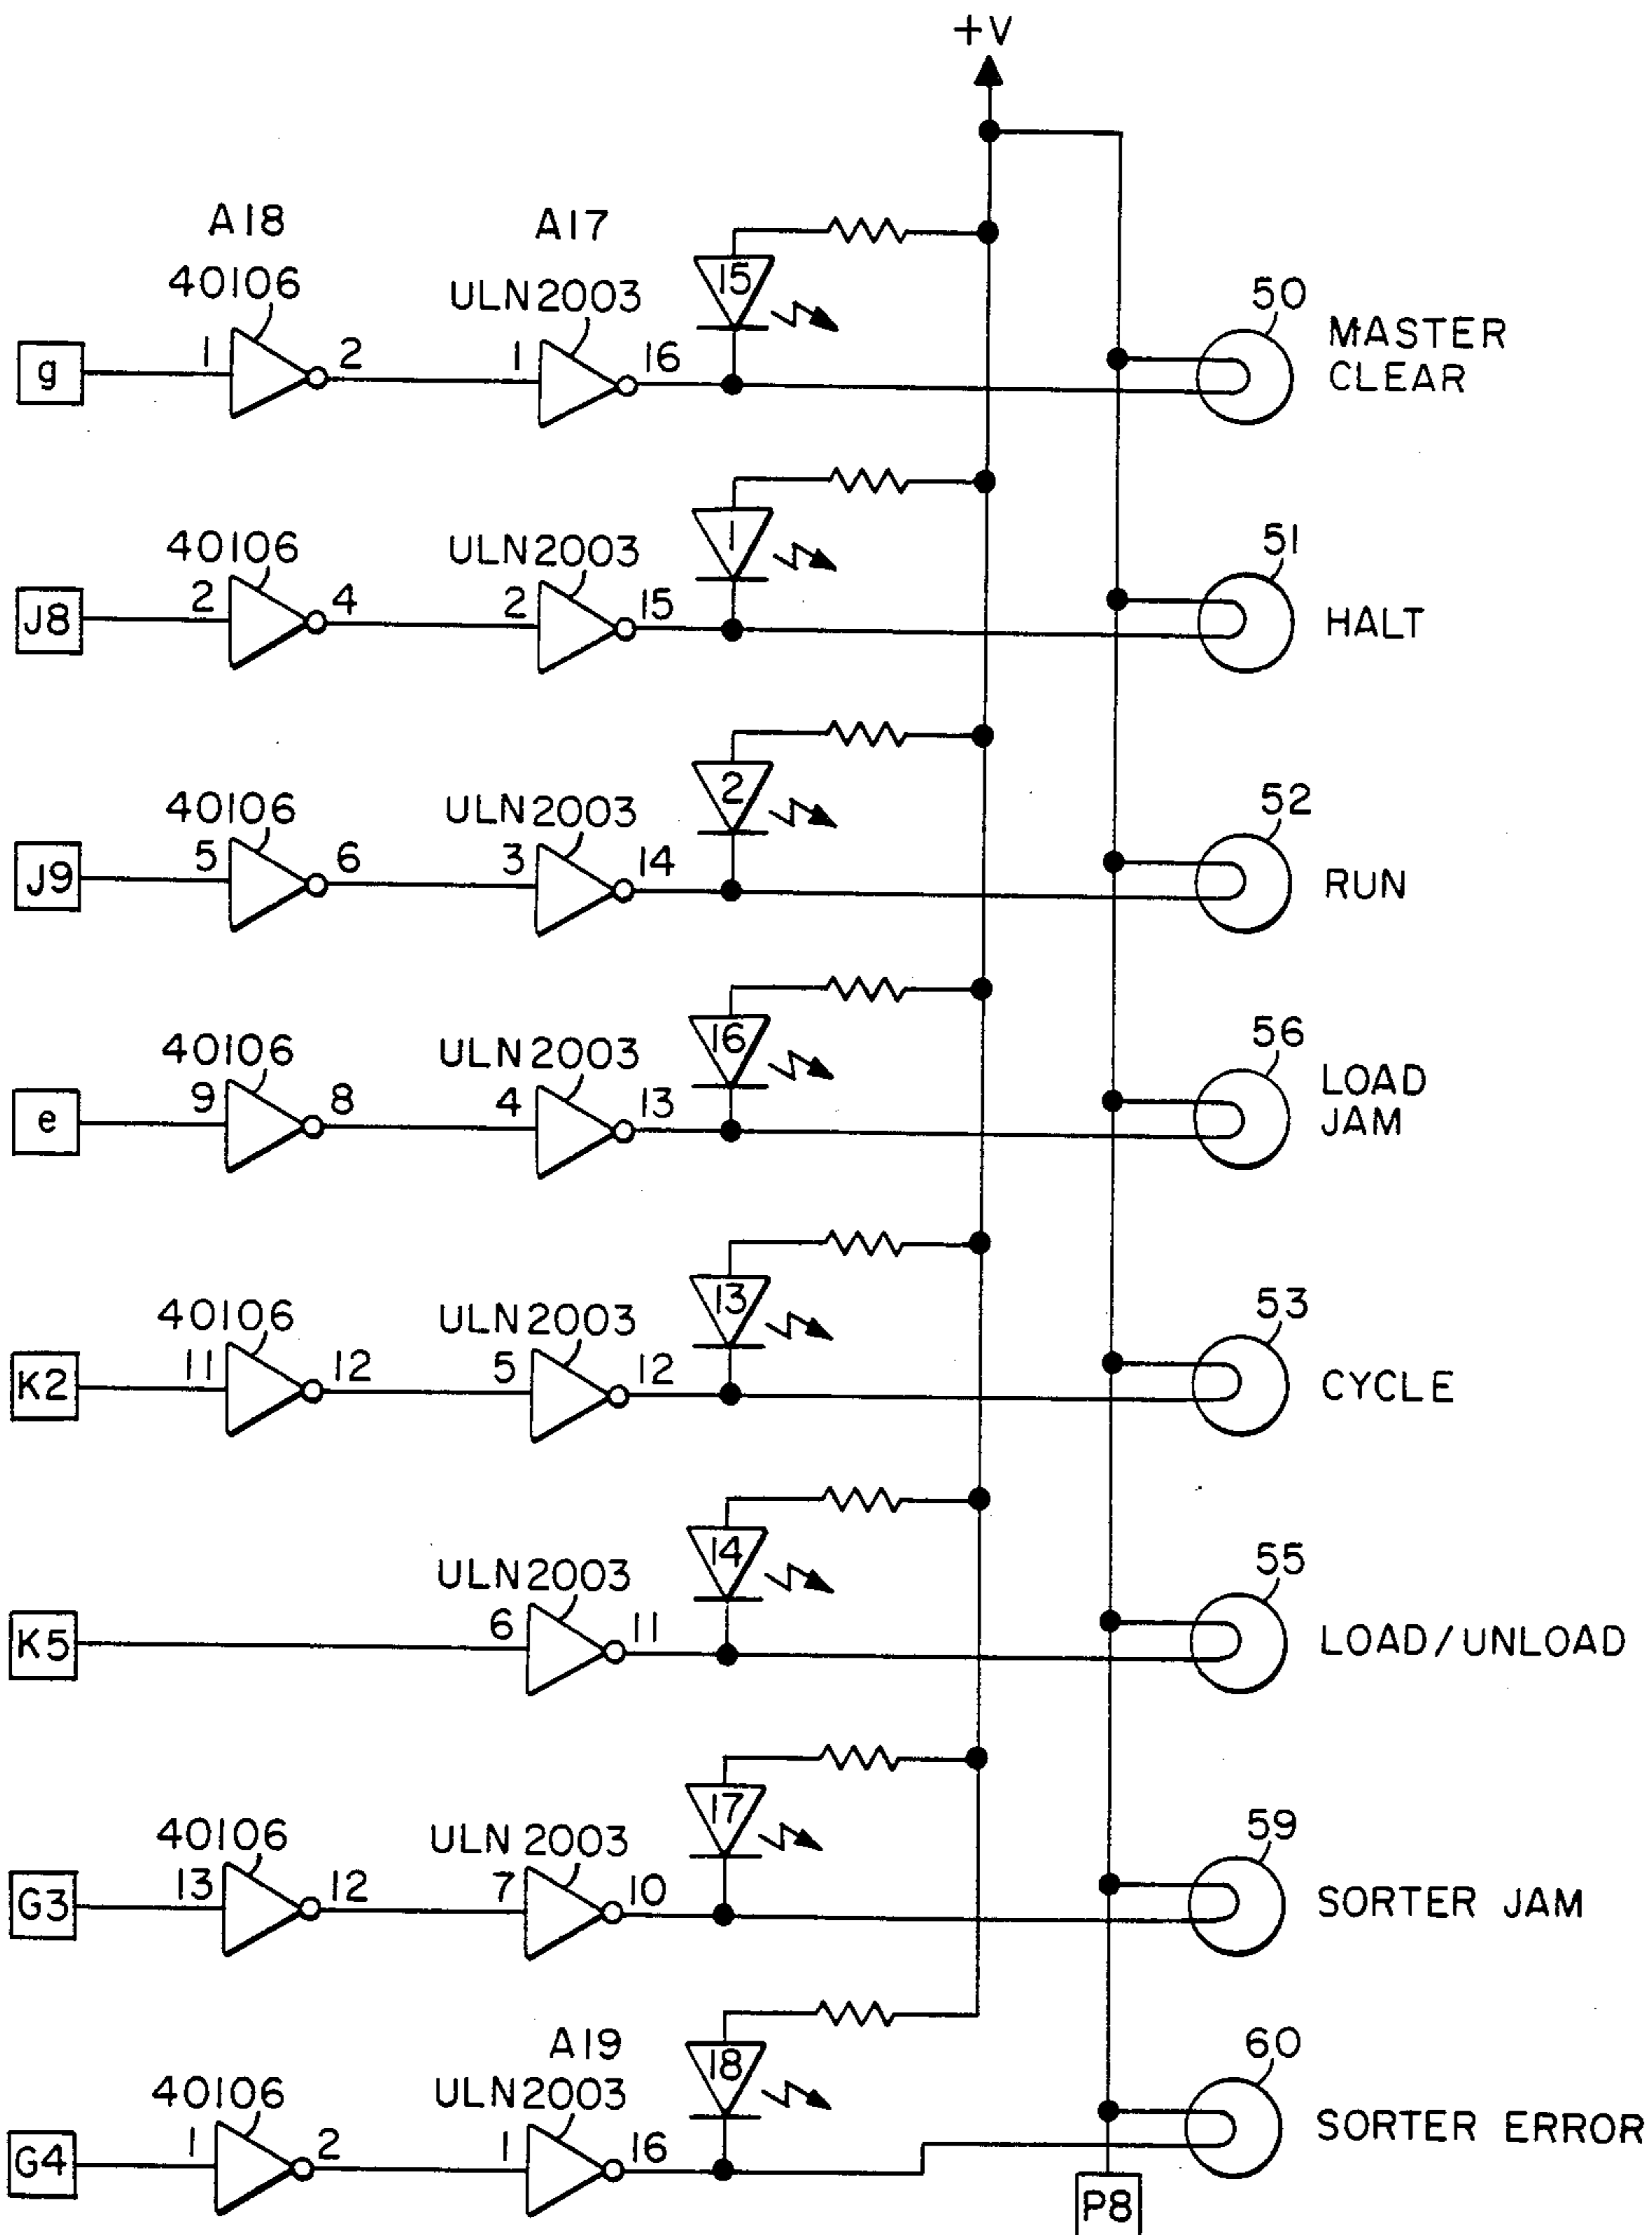 +V
A18
A17
40106
ULN2003
15
50
MASTER
CLEAR
g
1
2
1
16
40106
ULN2003
1
51
HALT
J8
2
4
2
15
40106
ULN2003
2
52
RUN
J9
5
6
3
14
40106
ULN2003
16
56
LOAD
JAM
e
9
8
4
13
40106
ULN2003
13
53
CYCLE
K2
11
12
5
12
ULN2003
14
55
LOAD/UNLOAD
K5
6
11
40106
ULN2003
17
59
SORTER JAM
G3
13
12
7
10
A19
40106
ULN2003
18
60
SORTER ERROR
G4
1
2
1
16
P8